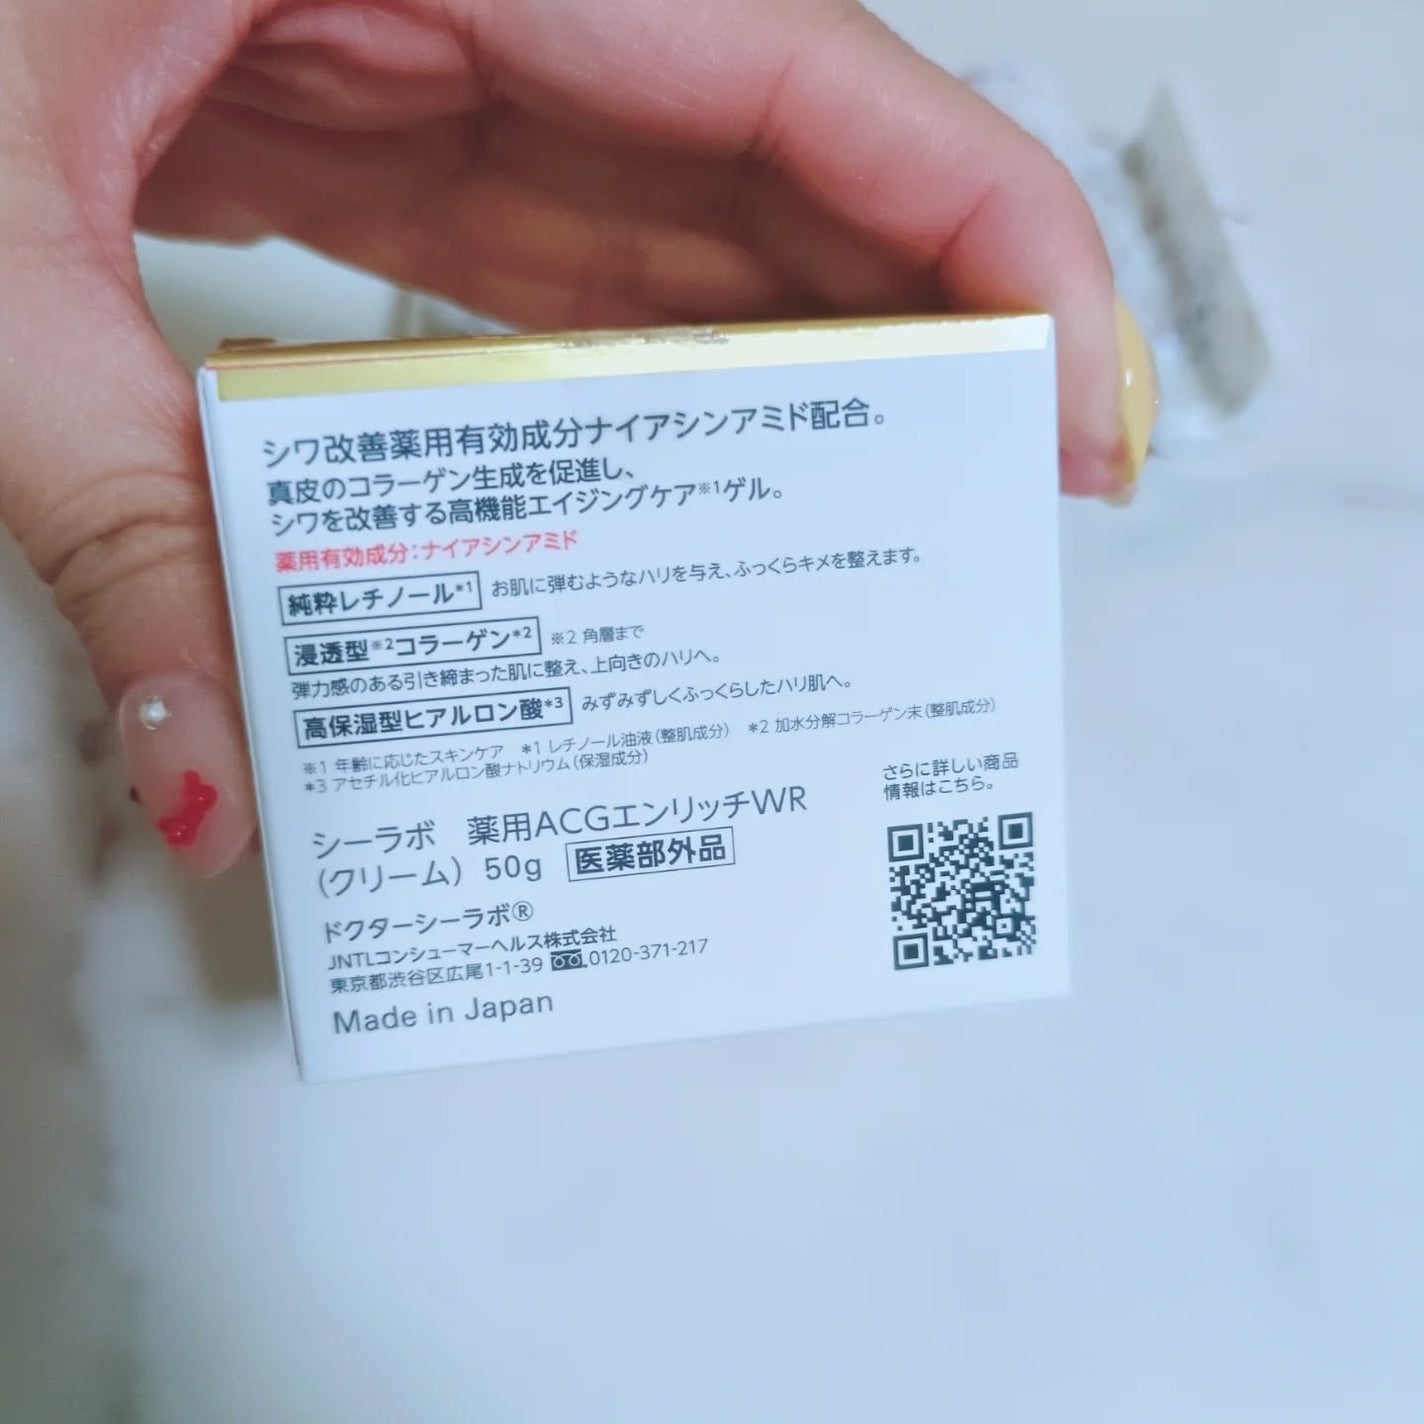 シワ改善薬用有効成分ナイアシンアミド配合。
真皮のコラーゲン生成を促進し、
シワを改善する高機能エイジングケア※1ゲル。
薬用有効成分：ナイアシンアミド
純粋レチノール*1 お肌に弾むようなハリを与え、ふっくらキメを整えます。
浸透型※2コラーゲン*2 ※2 角層まで
弾力感のある引き締まった肌に整え、上向きのハリへ。
高保湿型ヒアルロン酸*3 みずみずしくふっくらしたハリ肌へ。
※1 年齢に応じたスキンケア *1 レチノール油液（整肌成分） *2 加水分解コラーゲン末（整肌成分）
*3 アセチル化ヒアルロン酸ナトリウム（保湿成分）
さらに詳しい商品
情報はこちら。
シーラボ 薬用ACGエンリッチWR
（クリーム） 50g 医薬部外品
ドクターシーラボ®
JNTLコンシューマーヘルス株式会社
東京都渋谷区広尾1-1-39 0120-371-217
Made in Japan